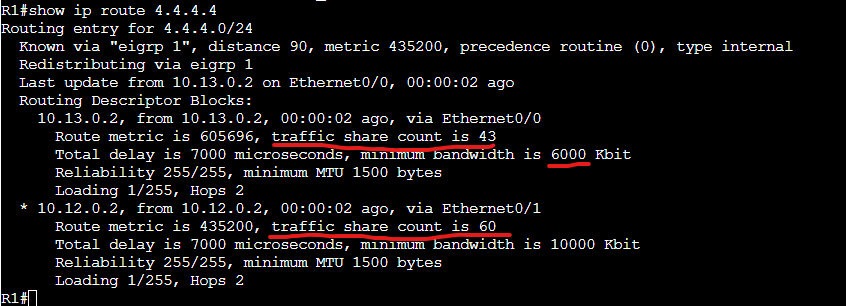 R1#show ip route 4.4.4.4
Routing entry for 4.4.4.0/24
Known via "eigrp 1", distance 90, metric 435200, precedence routine (0), type internal
Redistributing via eigrp 1
Last update from 10.13.0.2 on Ethernet0/0, 00:00:02 ago
Routing Descriptor Blocks:
10.13.0.2, from 10.13.0.2, 00:00:02 ago, via Ethernet0/0
Route metric is 605696, traffic share count is 43
Total delay is 7000 microseconds, minimum bandwidth is 6000 Kbit
Reliability 255/255, minimum MTU 1500 bytes
Loading 1/255, Hops 2
* 10.12.0.2, from 10.12.0.2, 00:00:02 ago, via Ethernet0/1
Route metric is 435200, traffic share count is 60
Total delay is 7000 microseconds, minimum bandwidth is 10000 Kbit
Reliability 255/255, minimum MTU 1500 bytes
Loading 1/255, Hops 2
R1#